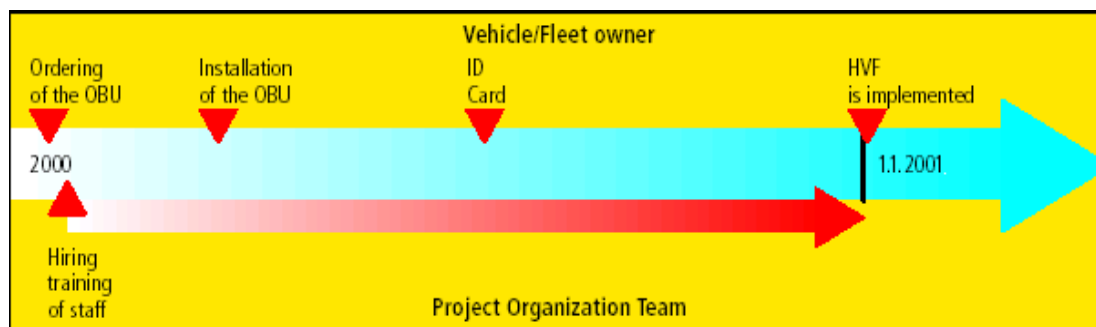 Vehicle/Fleet owner
Ordering
of the OBU
Installation
of the OBU
ID
Card
HVF
is implemented
2000
1.1.2001
Hiring
training
of staff
Project Organization Team